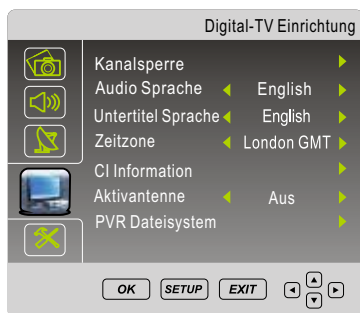 Digital-TV Einrichtung
Kanalsperre
Audio Sprache English
Untertitel Sprache English
Zeitzone London GMT
CI Information
Aktivantenne Aus
PVR Dateisystem
OK SETUP EXIT